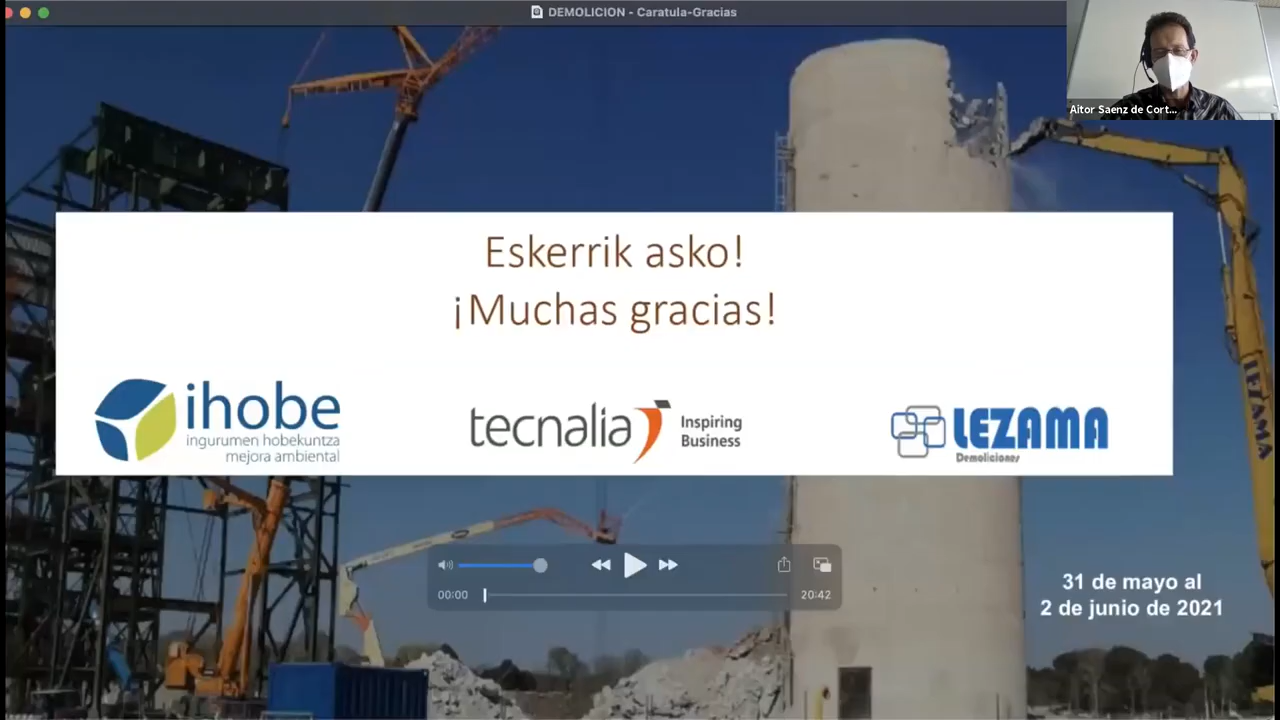 DEMOLICION - Caratula-Gracias
Aitor Saenz de Cort...
Eskerrik asko!
¡Muchas gracias!
ihobe
ingurumen hobekuntza
mejora ambiental
tecnalia
Inspiring
Business
LEZAMA
Demoliciones
LEZAMA
00:00
20:42
31 de mayo al
2 de junio de 2021